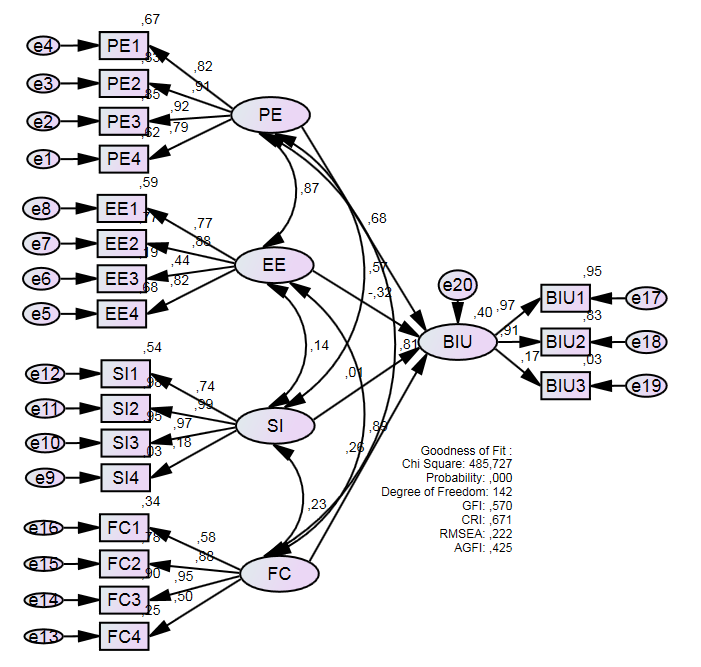 ,67
e4
PE1
,83
,82
e3
PE2
,91
,85
e2
PE3
,92
PE
,62
,79
e1
PE4
,59
,87
e8
EE1
,77
,77
,68
e7
EE2
,88
,19
e6
EE3
,44
EE
,57
,68
,82
e5
EE4
-,32
e20
,95
BIU1
e17
,97
,40
,83
,54
,14
,81
BIU
,91
BIU2
e18
,17
,03
e12
SI1
,74
,01
BIU3
e19
,98
e11
SI2
,99
,95
SI
e10
SI3
,97
,89
,03
,18
,26
e9
SI4
,34
,23
e16
FC1
,58
,78
e15
FC2
,88
,90
e14
FC3
,95
FC
,25
,50
e13
FC4
Goodness of Fit :
Chi Square: 485,727
Probability: ,000
Degree of Freedom: 142
GFI: ,570
CRI: ,671
RMSEA: ,222
AGFI: ,425